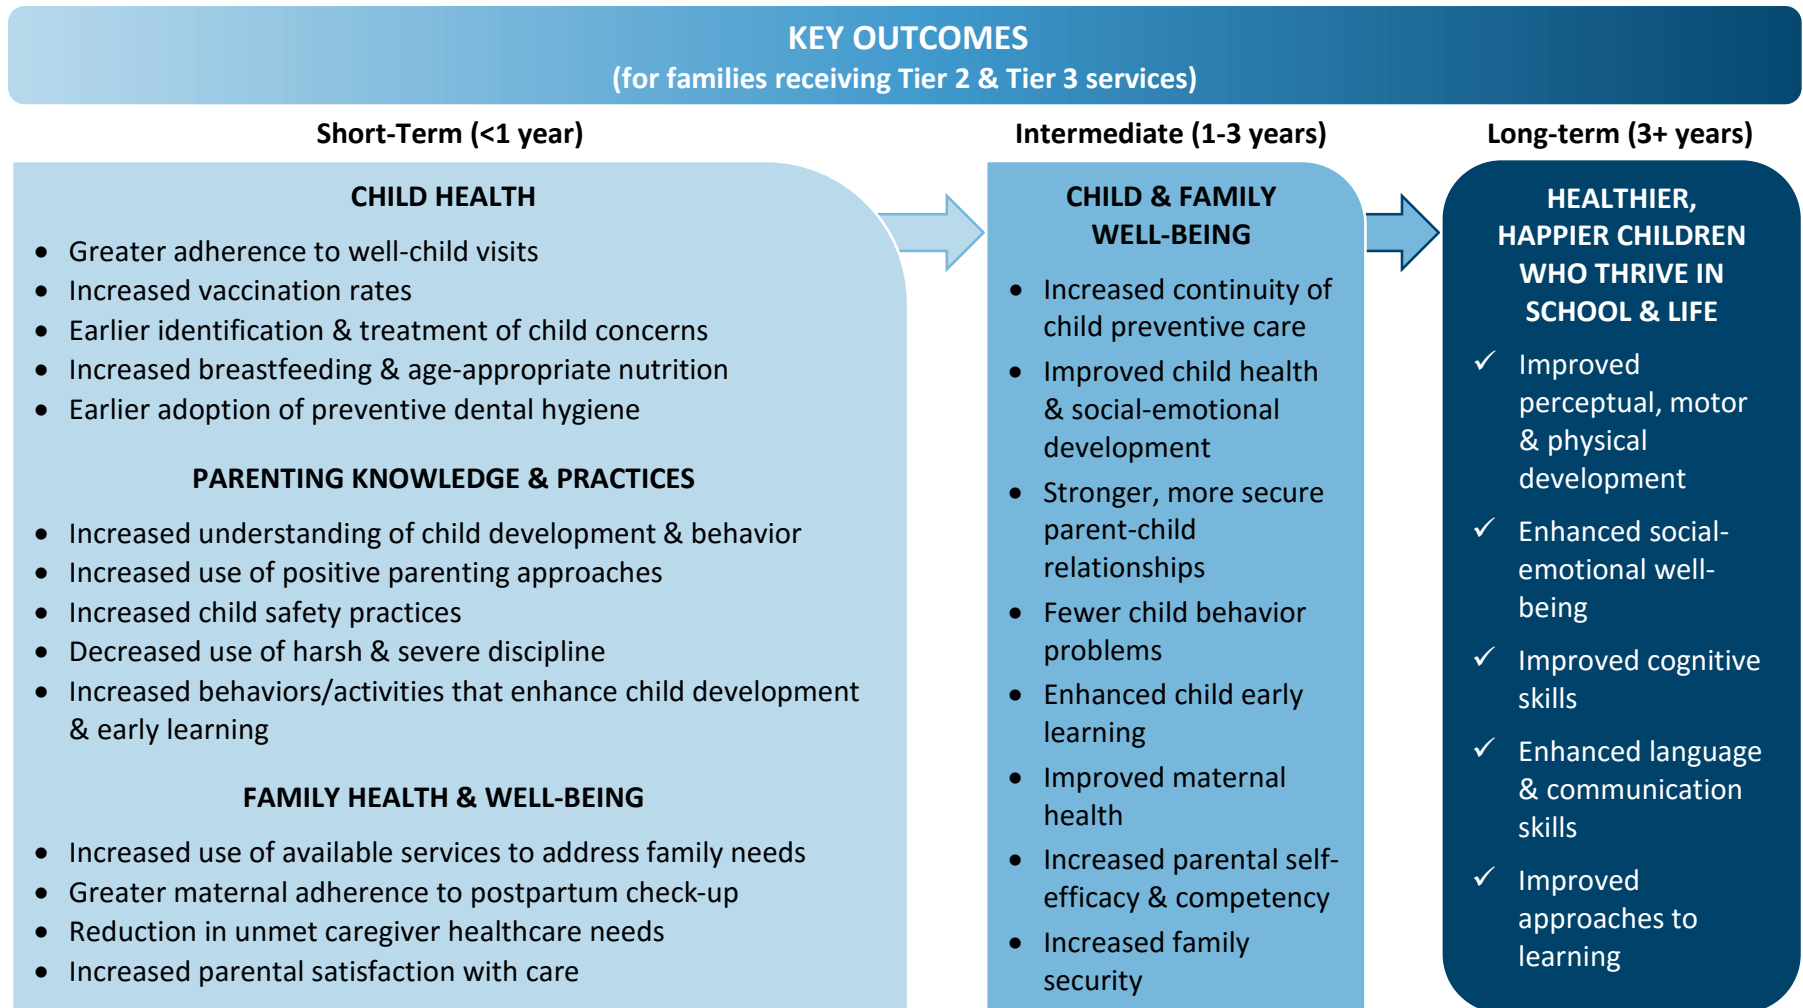 KEY OUTCOMES
(for families receiving Tier 2 & Tier 3 services)
Short-Term (<1 year)
CHILD HEALTH
• Greater adherence to well-child visits
• Increased vaccination rates
• Earlier identification & treatment of child concerns
• Increased breastfeeding & age-appropriate nutrition
• Earlier adoption of preventive dental hygiene
PARENTING KNOWLEDGE & PRACTICES
• Increased understanding of child development & behavior
• Increased use of positive parenting approaches
• Increased child safety practices
• Decreased use of harsh & severe discipline
• Increased behaviors/activities that enhance child development
& early learning
FAMILY HEALTH & WELL-BEING
• Increased use of available services to address family needs
• Greater maternal adherence to postpartum check-up
• Reduction in unmet caregiver healthcare needs
• Increased parental satisfaction with care
Intermediate (1-3 years)
CHILD & FAMILY
WELL-BEING
• Increased continuity of
child preventive care
• Improved child health
& social-emotional
development
• Stronger, more secure
parent-child
relationships
• Fewer child behavior
problems
• Enhanced child early
learning
• Improved maternal
health
• Increased parental self-
efficacy & competency
• Increased family
security
Long-term (3+ years)
HEALTHIER,
HAPPIER CHILDREN
WHO THRIVE IN
SCHOOL & LIFE
✓ Improved
perceptual, motor
& physical
development
✓ Enhanced social-
emotional well-
being
✓ Improved cognitive
skills
✓ Enhanced language
& communication
skills
✓ Improved
approaches to
learning